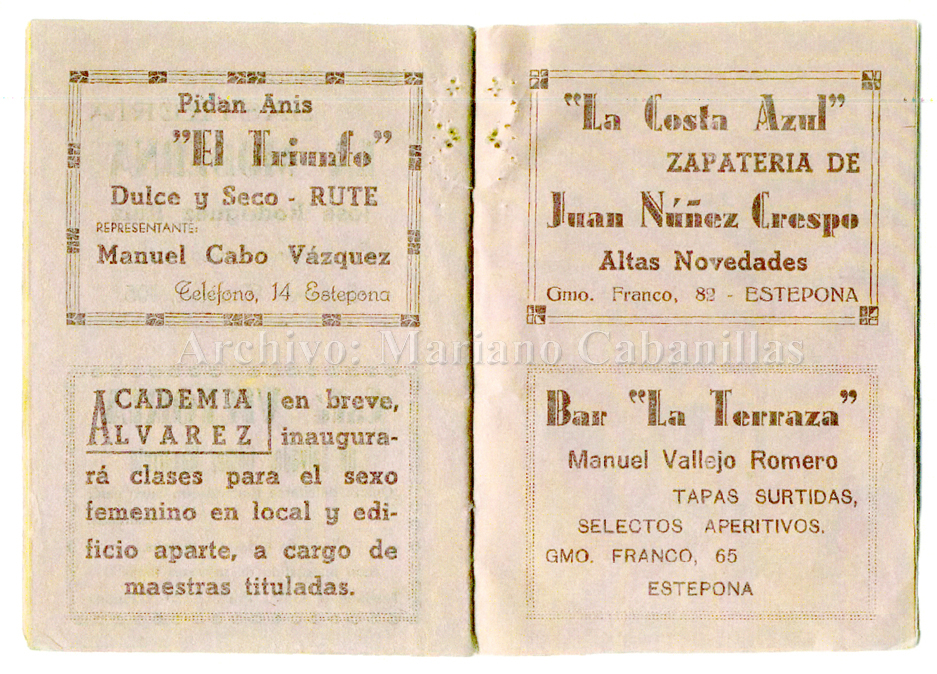 Pidan Anis
"El Triunfo"
Dulce y Seco - RUTE
REPRESENTANTE:
Manuel Cabo Vázquez
Teléfono, 14 Estepona
ACADEMIA
ALVAREZ
en breve,
inaugura-
rá clases para el sexo
femenino en local y edi-
ficio aparte, a cargo de
maestras tituladas.
"La Costa Azul"
ZAPATERIA DE
Juan Núñez Crespo
Altas Novedades
Gmo. Franco, 82 - ESTEPONA
Archivo: Mariano Cabanillas
Bar "La Terraza"
Manuel Vallejo Romero
TAPAS SURTIDAS,
SELECTOS APERITIVOS.
GMO. FRANCO, 65
ESTEPONA